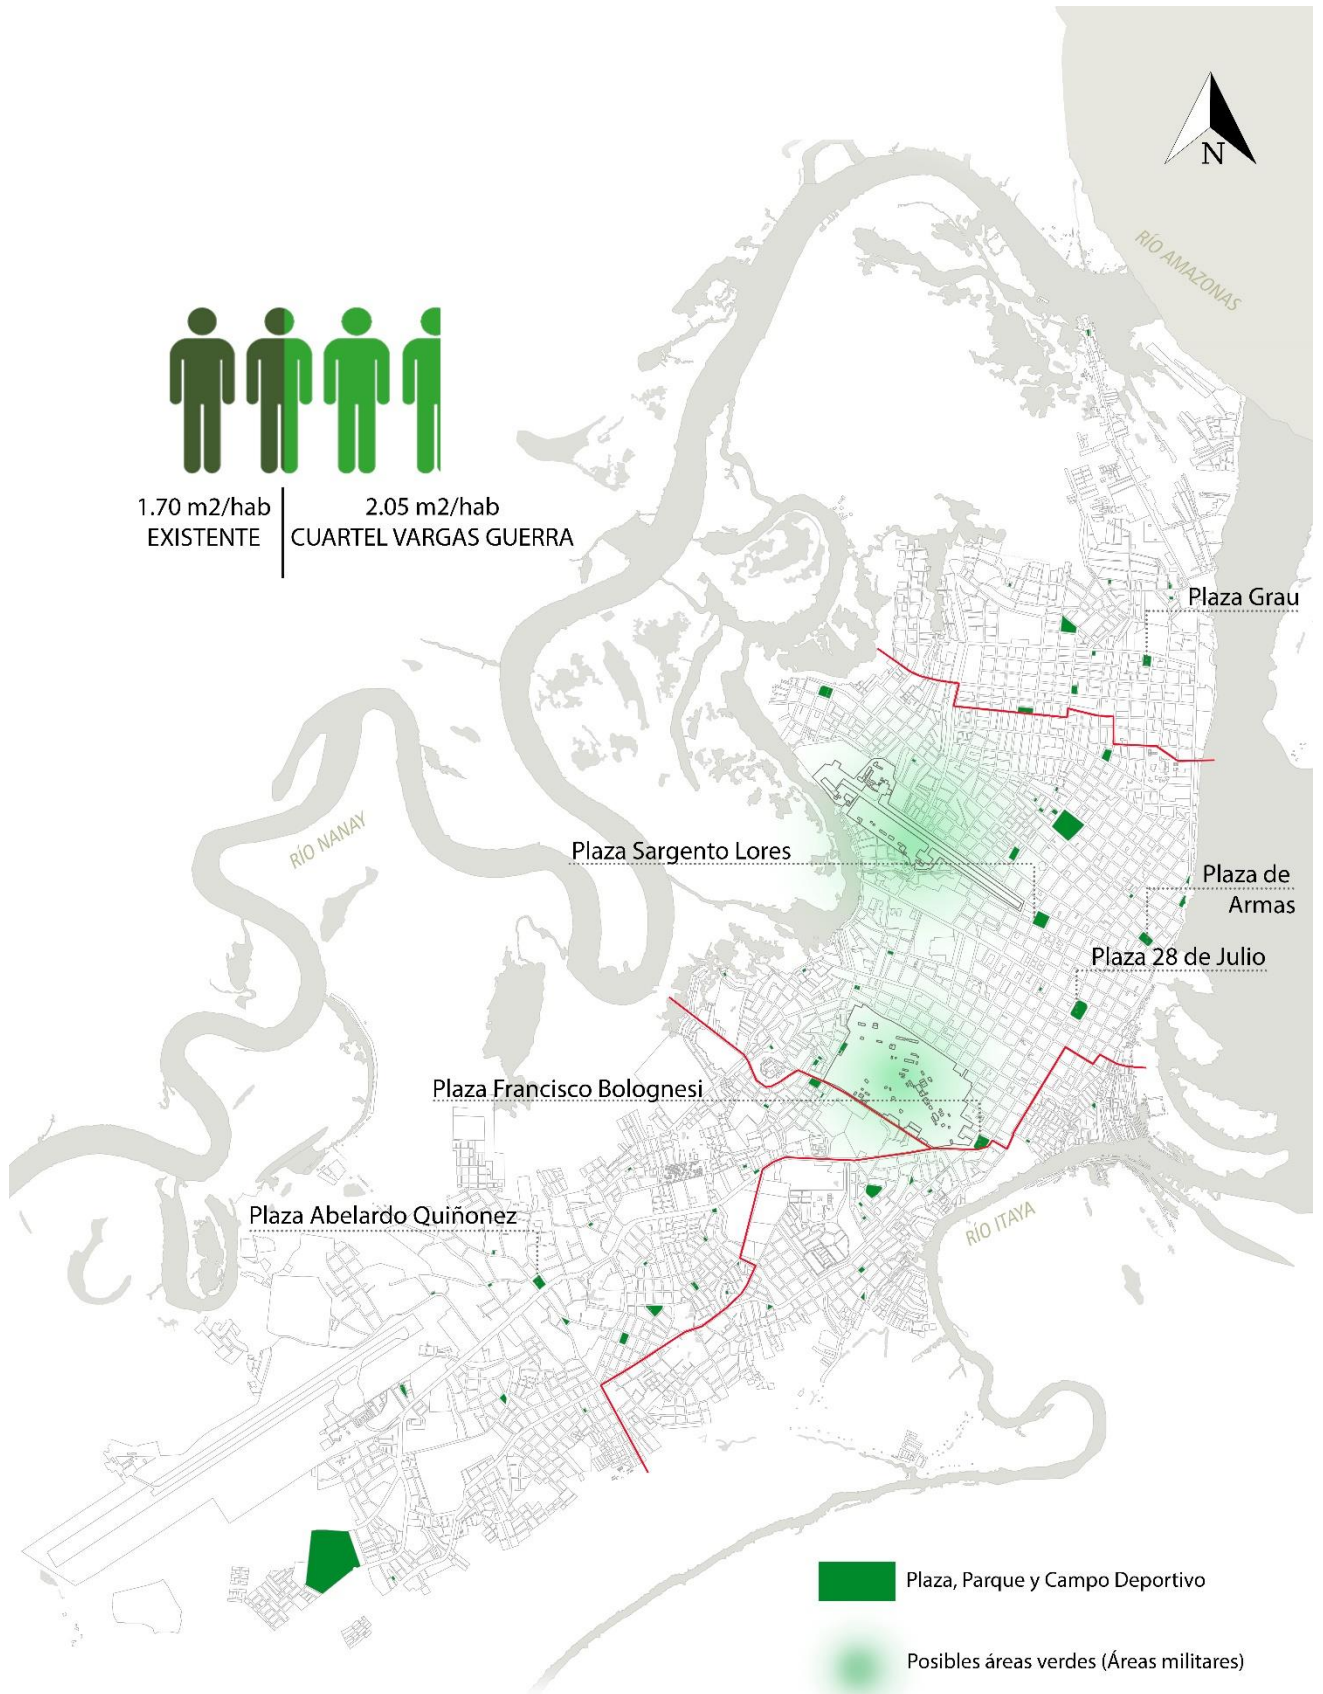 N
RÍO AMAZONAS
1.70 m2/hab
EXISTENTE
2.05 m2/hab
CUARTEL VARGAS GUERRA
Plaza Grau
RÍO NANAY
Plaza Sargento Lores
Plaza de
Armas
Plaza 28 de Julio
Plaza Francisco Bolognesi
Plaza Abelardo Quiñonez
RÍO ITAYA
Plaza, Parque y Campo Deportivo
Posibles áreas verdes (Áreas militares)